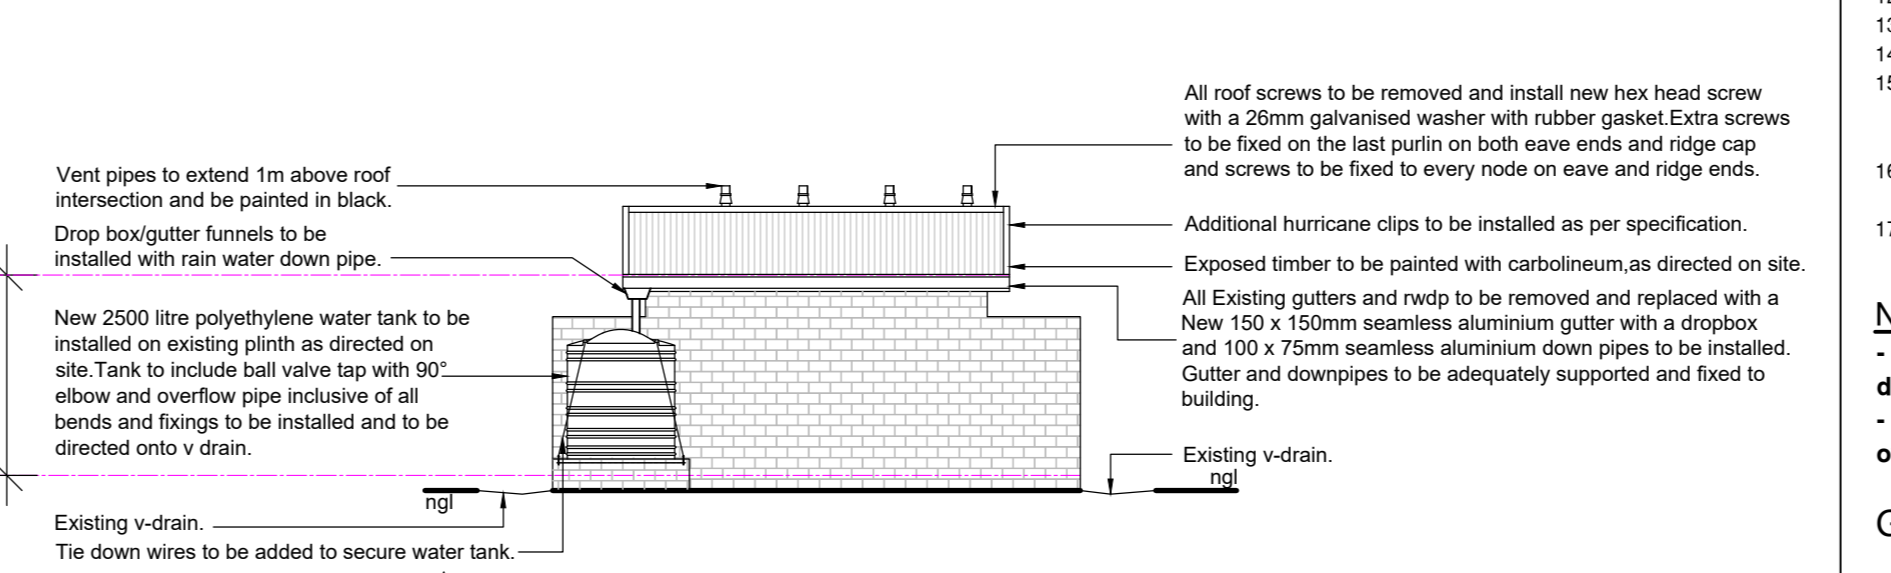 Vent pipes to extend 1m above roof
intersection and be painted in black.
Drop box/gutter funnels to be
installed with rain water down pipe.
New 2500 litre polyethylene water tank to be
installed on existing plinth as directed on
site.Tank to include ball valve tap with 90°
elbow and overflow pipe inclusive of all
bends and fixings to be installed and to be
directed onto v drain.
ngl
Existing v-drain.
Tie down wires to be added to secure water tank.
All roof screws to be removed and install new hex head screw
with a 26mm galvanised washer with rubber gasket.Extra screws
to be fixed on the last purlin on both eave ends and ridge cap
and screws to be fixed to every node on eave and ridge ends.
Additional hurricane clips to be installed as per specification.
Exposed timber to be painted with carbolineum,as directed on site.
All Existing gutters and rwdp to be removed and replaced with a
New 150 x 150mm seamless aluminium gutter with a dropbox
and 100 x 75mm seamless aluminium down pipes to be installed.
Gutter and downpipes to be adequately supported and fixed to
building.
Existing v-drain.
ngl
13
14
15
16
17
N
-
d
-
o
G